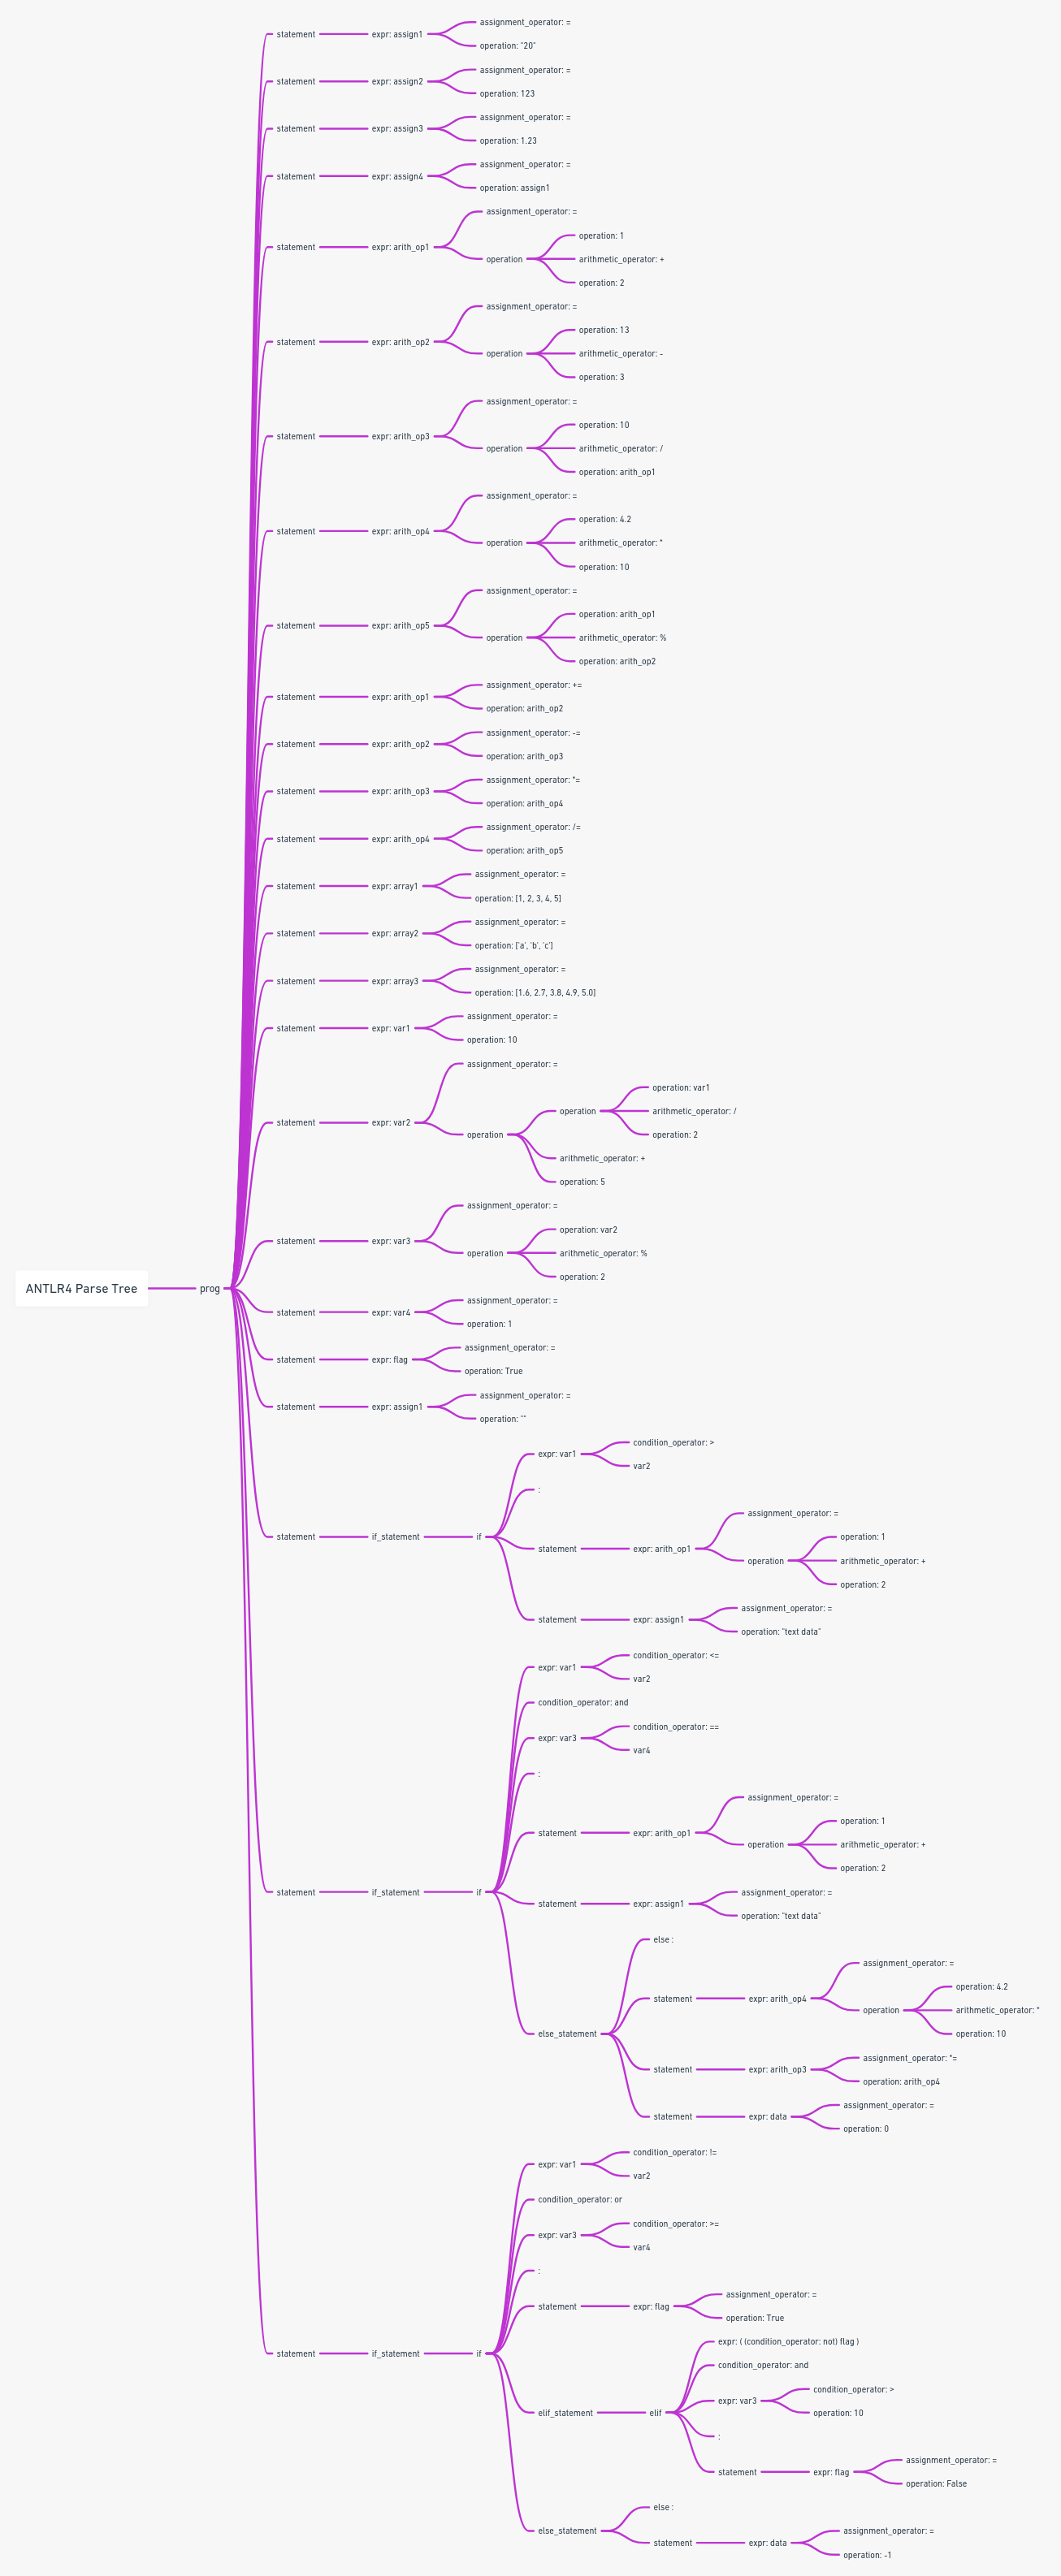 ANTLR4 Parse Tree
prog
statement
expr: assign1
assignment_operator: =
operation: "20"
statement
expr: assign2
assignment_operator: =
operation: 123
statement
expr: assign3
assignment_operator: =
operation: 1.23
statement
expr: assign4
assignment_operator: =
operation: assign1
statement
expr: arith_op1
assignment_operator: =
operation
operation: 1
arithmetic_operator: +
operation: 2
statement
expr: arith_op2
assignment_operator: =
operation
operation: 13
arithmetic_operator: -
operation: 3
statement
expr: arith_op3
assignment_operator: =
operation
operation: 10
arithmetic_operator: /
operation: arith_op1
statement
expr: arith_op4
assignment_operator: =
operation
operation: 4.2
arithmetic_operator: *
operation: 10
statement
expr: arith_op5
assignment_operator: =
operation
operation: arith_op1
arithmetic_operator: %
operation: arith_op2
statement
expr: arith_op1
assignment_operator: +=
operation: arith_op2
statement
expr: arith_op2
assignment_operator: -=
operation: arith_op3
statement
expr: arith_op3
assignment_operator: *=
operation: arith_op4
statement
expr: arith_op4
assignment_operator: /=
operation: arith_op5
statement
expr: array1
assignment_operator: =
operation: [1, 2, 3, 4, 5]
statement
expr: array2
assignment_operator: =
operation: ['a', 'b', 'c']
statement
expr: array3
assignment_operator: =
operation: [1.6, 2.7, 3.8, 4.9, 5.0]
statement
expr: var1
assignment_operator: =
operation: 10
statement
expr: var2
assignment_operator: =
operation
operation
operation: var1
arithmetic_operator: /
operation: 2
arithmetic_operator: +
operation: 5
statement
expr: var3
assignment_operator: =
operation
operation: var2
arithmetic_operator: %
operation: 2
statement
expr: var4
assignment_operator: =
operation: 1
statement
expr: flag
assignment_operator: =
operation: True
statement
expr: assign1
assignment_operator: =
operation: ""
statement
if_statement
if
expr: var1
condition_operator: >
var2
:
statement
expr: arith_op1
assignment_operator: =
operation
operation: 1
arithmetic_operator: +
operation: 2
statement
expr: assign1
assignment_operator: =
operation: "text data"
statement
if_statement
if
expr: var1
condition_operator: <=
var2
condition_operator: and
expr: var3
condition_operator: ==
var4
:
statement
expr: arith_op1
assignment_operator: =
operation
operation: 1
arithmetic_operator: +
operation: 2
statement
expr: assign1
assignment_operator: =
operation: "text data"
else_statement
else :
statement
expr: arith_op4
assignment_operator: =
operation
operation: 4.2
arithmetic_operator: *
operation: 10
statement
expr: arith_op3
assignment_operator: *=
operation: arith_op4
statement
expr: data
assignment_operator: =
operation: 0
statement
if_statement
if
expr: var1
condition_operator: !=
var2
condition_operator: or
expr: var3
condition_operator: >=
var4
:
statement
expr: flag
assignment_operator: =
operation: True
elif_statement
elif
expr: ( (condition_operator: not) flag )
condition_operator: and
expr: var3
condition_operator: >
operation: 10
:
statement
expr: flag
assignment_operator: =
operation: False
else_statement
else :
statement
expr: data
assignment_operator: =
operation: -1